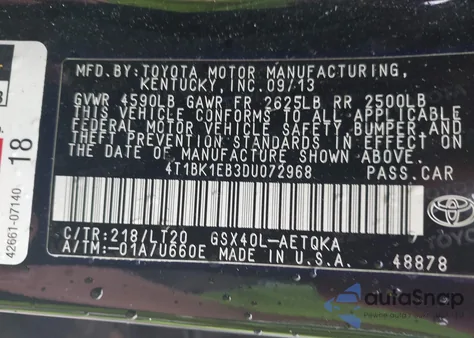 MFD.BY:TOYOTA MOTOR MANUFACTURING,
KENTUCKY, INC.09/13
GVWR 4590LB GAWR FR 2625LB RR 2500LB
THIS VEHICLE CONFORMS TO ALL APPLICABLE
FEDERAL MOTOR VEHICLE SAFETY, BUMPER, AND
THEFT PREVENTION STANDARDS IN EFFECT ON
THE DATE OF MANUFACTURE SHOWN ABOVE.
4T1BK1EB3DU072968 PASS.CAR
C/TR:218/LT20 GSX40L-AETQKA
A/TM:-01A/U660E MADE IN U.S.A.
48878
TOYOTA
42661-07140
18
autoSnap